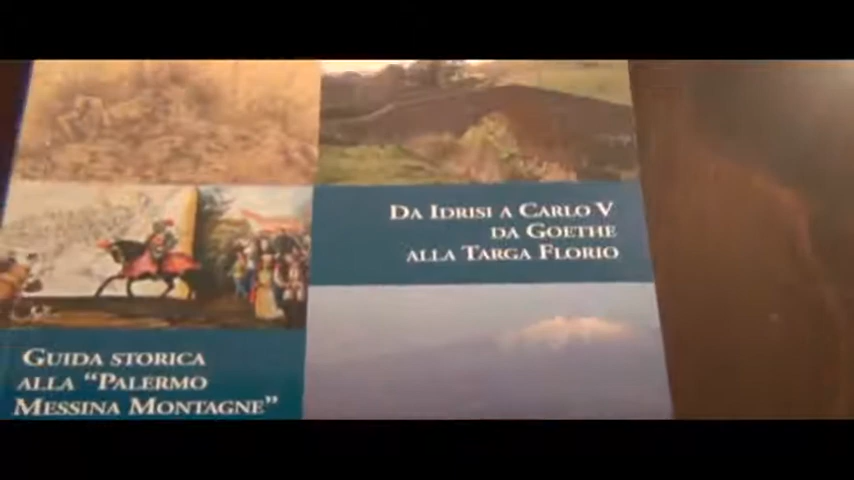 DA IDRISI A CARLO V
DA GOETHE
ALLA TARGA FLORIO
GUIDA STORICA
ALLA "PALERMO
MESSINA MONTAGNE"